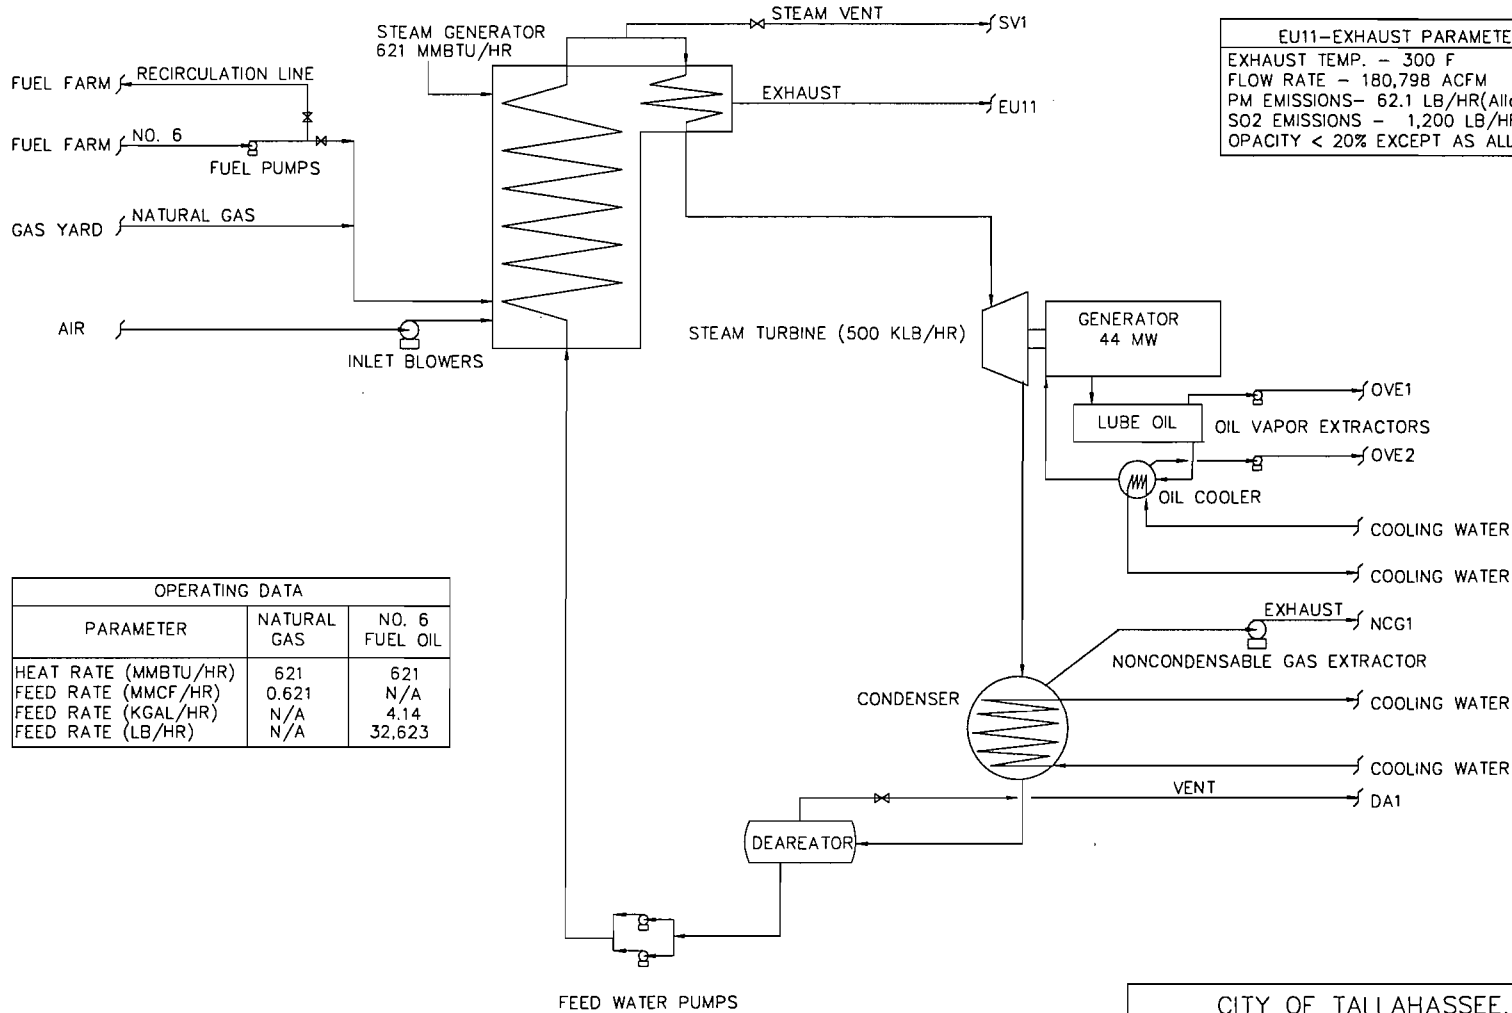 STEAM VENT
SV1
STEAM GENERATOR
621 MMBTU/HR
EU11-EXHAUST PARAMETE
EXHAUST TEMP. - 300 F
FLOW RATE - 180,798 ACFM
PM EMISSIONS- 62.1 LB/HR(Allo
SO2 EMISSIONS - 1,200 LB/HR
OPACITY < 20% EXCEPT AS ALL
FUEL FARM
RECIRCULATION LINE
EXHAUST
EU11
FUEL FARM
NO. 6
FUEL PUMPS
GAS YARD
NATURAL GAS
AIR
INLET BLOWERS
STEAM TURBINE (500 KLB/HR)
GENERATOR
44 MW
LUBE OIL
OVE1
OIL VAPOR EXTRACTORS
OVE2
OIL COOLER
COOLING WATER
COOLING WATER
OPERATING DATA
PARAMETER
NATURAL
GAS
NO. 6
FUEL OIL
HEAT RATE (MMBTU/HR) 621 621
FEED RATE (MMCF/HR) 0.621 N/A
FEED RATE (KGAL/HR) N/A 4.14
FEED RATE (LB/HR) N/A 32,623
EXHAUST
NCG1
NONCONDENSABLE GAS EXTRACTOR
CONDENSER
COOLING WATER
COOLING WATER
VENT
DA1
DEAREATOR
FEED WATER PUMPS
CITY OF TALLAHASSEE,